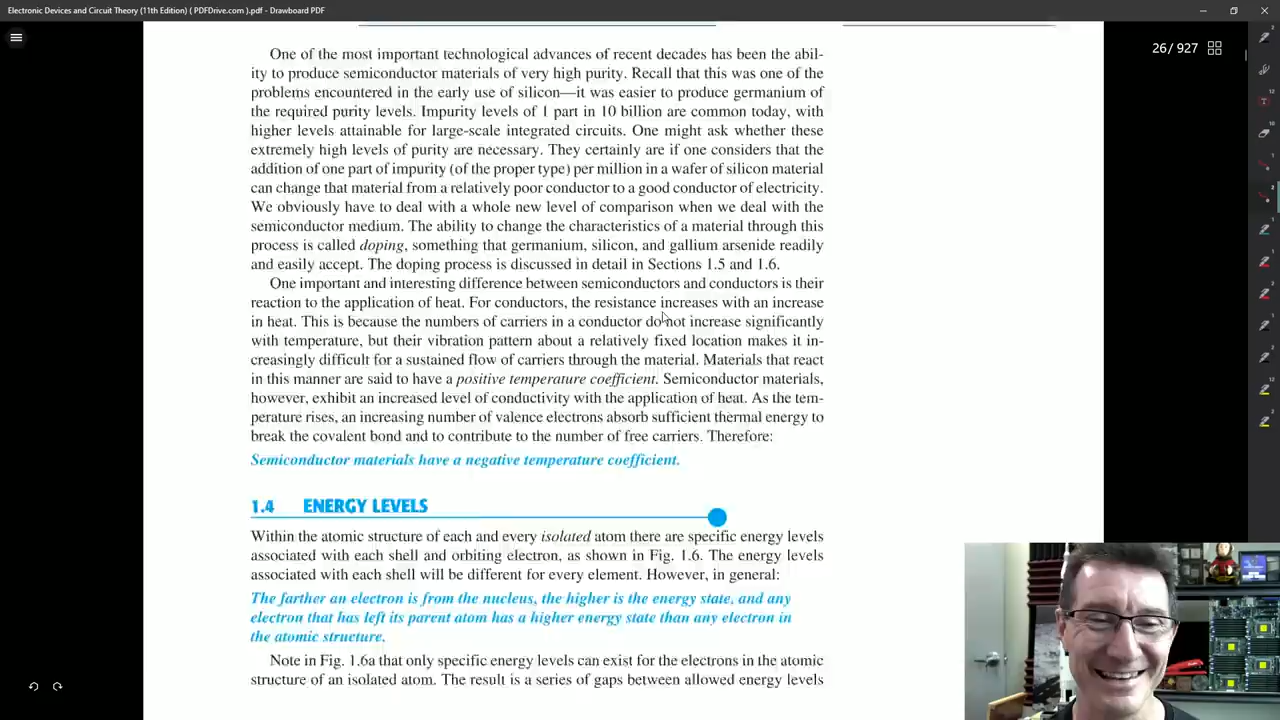 Electronic Devices and Circuit Theory (11th Edition) ( PDFDrive.com ).pdf - Drawboard PDF
26 / 927
One of the most important technological advances of recent decades has been the abil-
ity to produce semiconductor materials of very high purity. Recall that this was one of the
problems encountered in the early use of silicon—it was easier to produce germanium of
the required purity levels. Impurity levels of 1 part in 10 billion are common today, with
higher levels attainable for large-scale integrated circuits. One might ask whether these
extremely high levels of purity are necessary. They certainly are if one considers that the
addition of one part of impurity (of the proper type) per million in a wafer of silicon material
can change that material from a relatively poor conductor to a good conductor of electricity.
We obviously have to deal with a whole new level of comparison when we deal with the
semiconductor medium. The ability to change the characteristics of a material through this
process is called doping, something that germanium, silicon, and gallium arsenide readily
and easily accept. The doping process is discussed in detail in Sections 1.5 and 1.6.
One important and interesting difference between semiconductors and conductors is their
reaction to the application of heat. For conductors, the resistance increases with an increase
in heat. This is because the numbers of carriers in a conductor do not increase significantly
with temperature, but their vibration pattern about a relatively fixed location makes it in-
creasingly difficult for a sustained flow of carriers through the material. Materials that react
in this manner are said to have a positive temperature coefficient. Semiconductor materials,
however, exhibit an increased level of conductivity with the application of heat. As the tem-
perature rises, an increasing number of valence electrons absorb sufficient thermal energy to
break the covalent bond and to contribute to the number of free carriers. Therefore:
Semiconductor materials have a negative temperature coefficient.
1.4 ENERGY LEVELS
Within the atomic structure of each and every isolated atom there are specific energy levels
associated with each shell and orbiting electron, as shown in Fig. 1.6. The energy levels
associated with each shell will be different for every element. However, in general:
The farther an electron is from the nucleus, the higher is the energy state, and any
electron that has left its parent atom has a higher energy state than any electron in
the atomic structure.
Note in Fig. 1.6a that only specific energy levels can exist for the electrons in the atomic
structure of an isolated atom. The result is a series of gaps between allowed energy levels